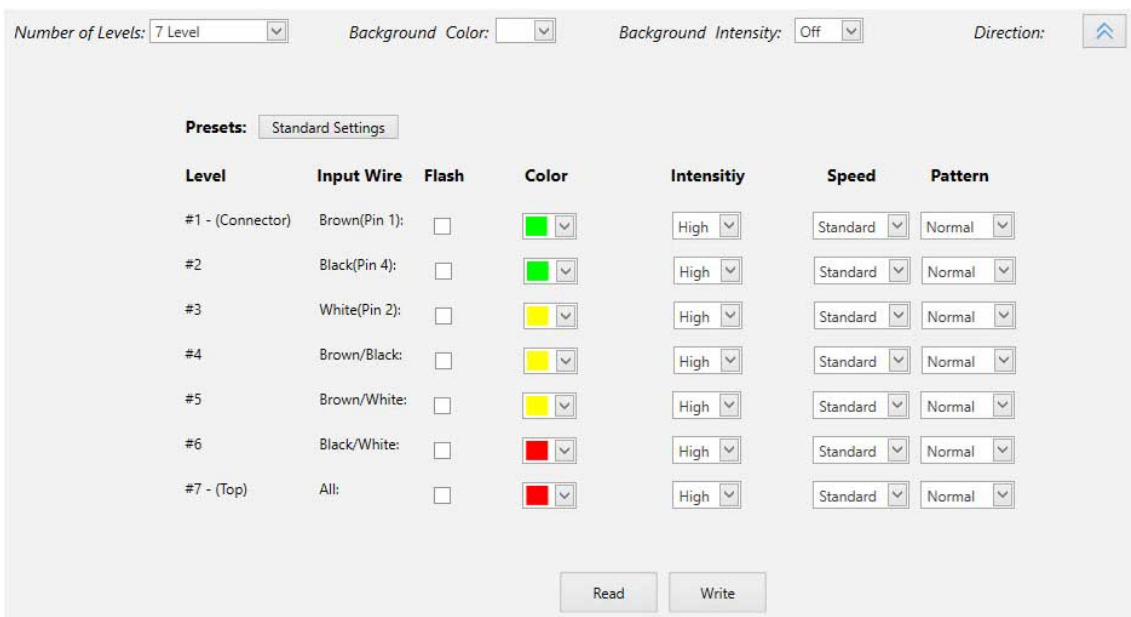 Number of Levels: 7 Level Background Color: Background Intensity: Off Direction:
Presets: Standard Settings
Level Input Wire Flash Color Intensitiy Speed Pattern
#1 - (Connector) Brown(Pin 1): High Standard Normal
#2 Black(Pin 4): High Standard Normal
#3 White(Pin 2): High Standard Normal
#4 Brown/Black: High Standard Normal
#5 Brown/White: High Standard Normal
#6 Black/White: High Standard Normal
#7 - (Top) All: High Standard Normal
Read Write